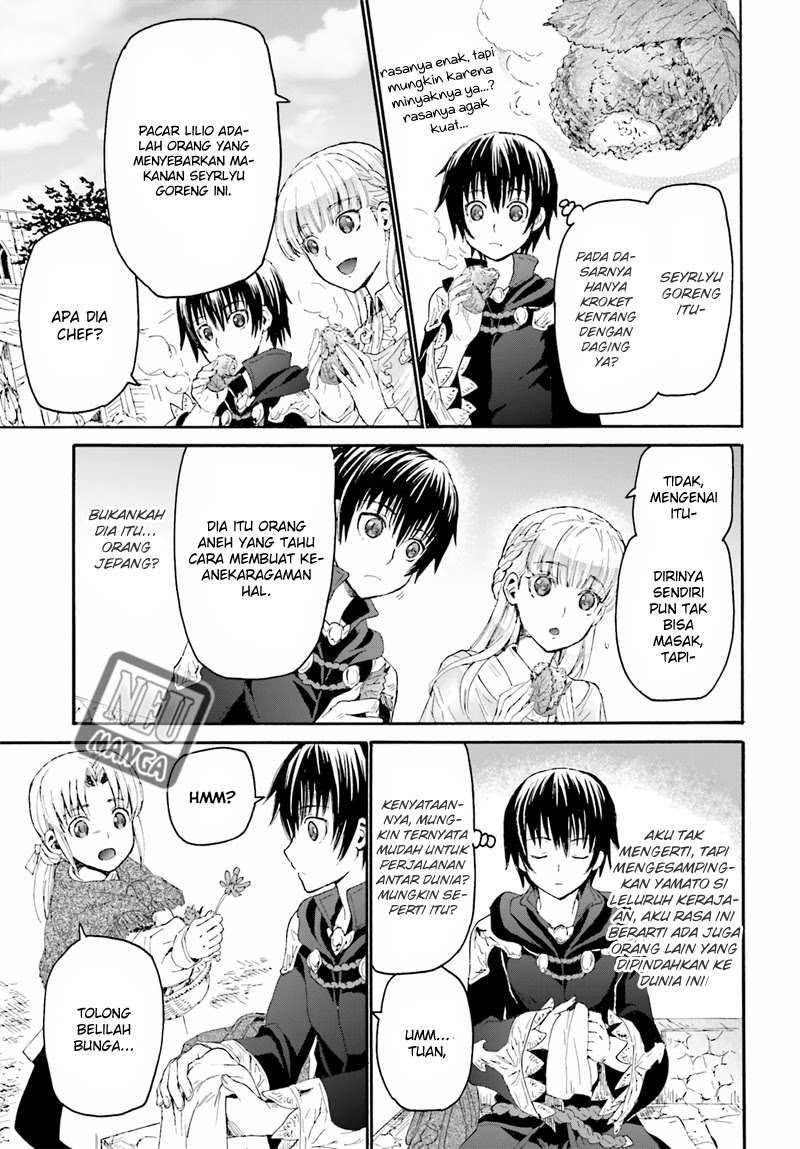 SEYRLYU
GORENG
ITU-
PADA DA-
SARNYA
HANYA
KROKET
KENTANG
DENGAN
DAGING
YA?
rasanya enak, tapi
mungkin karena
minyaknya ya...?
rasanya agak
kuat...
PACAR LILIO ADA-
LAH ORANG YANG
MENYEBARKAN MA-
KANAN SEYRLYU
GORENG INI.
APA DIA
CHEF?
TIDAK,
MENGENAI
ITU-
DIRINYA
SENDIRI
PUN TAK
BISA
MASAK,
TAPI-
DIA ITU ORANG
ANEH YANG TAHU
CARA MEMBUAT KE-
ANEKARAGAMAN
HAL.
BUKANKAH
DIA ITU...
ORANG
JEPANG?
NEU
MANGA
AKU TAK
MENGERTI, TAPI
MENGESAMPING-
KAN YAMATO SI
LELUHUR KERAJA-
AN, AKU RASA INI
BERARTI ADA JUGA
ORANG LAIN YANG
DIPINDAHKAN KE
DUNIA INI
KENYATAAN-
NYA, MUNG-
KIN TERNYATA
MUDAH UNTUK
PERJALANAN
ANTAR DUNIA?
MUNGKIN SE-
PERTI ITU?
UMM...
TUAN,
HMM?
TOLONG
BELILAH
BUNGA...